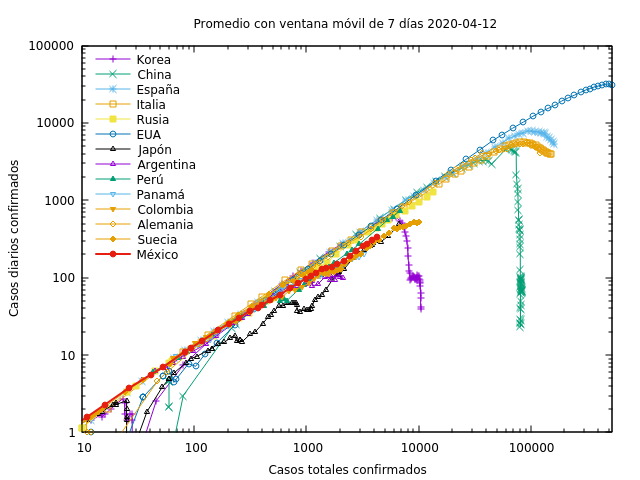 Promedio con ventana móvil de 7 días 2020-04-12
Casos diarios confirmados
100000
10000
1000
100
10
1
Korea
China
España
Italia
Rusia
EUA
Japón
Argentina
Perú
Panamá
Colombia
Alemania
Suecia
México
10 100 1000 10000 100000
Casos totales confirmados